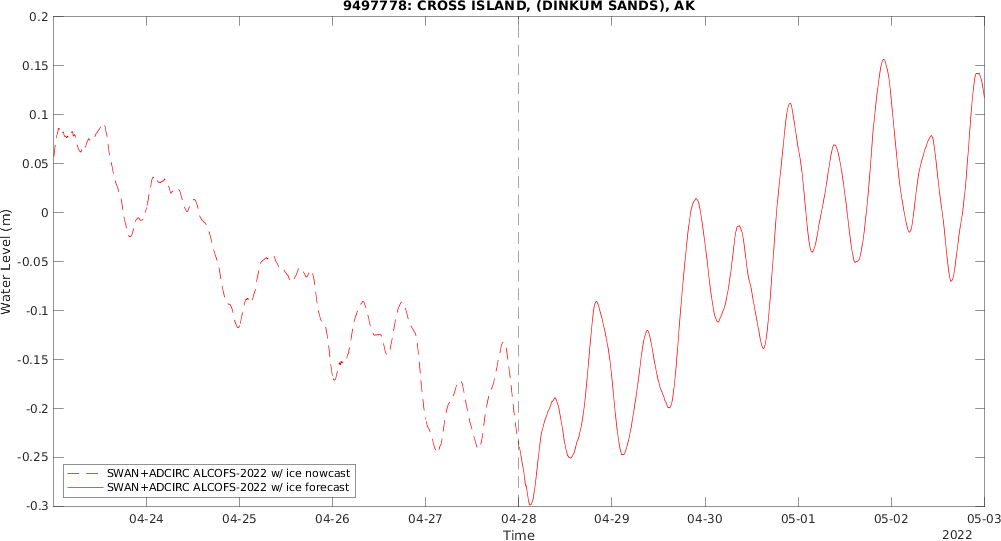 9497778: CROSS ISLAND, (DINKUM SANDS), AK
0.2
0.15
0.1
0.05
0
-0.05
-0.1
-0.15
-0.2
-0.25
-0.3
Water Level (m)
SWAN+ADCIRC ALCOFS-2022 w/ ice nowcast
SWAN+ADCIRC ALCOFS-2022 w/ ice forecast
04-24 04-25 04-26 04-27 04-28 04-29 04-30 05-01 05-02 05-03
Time
2022